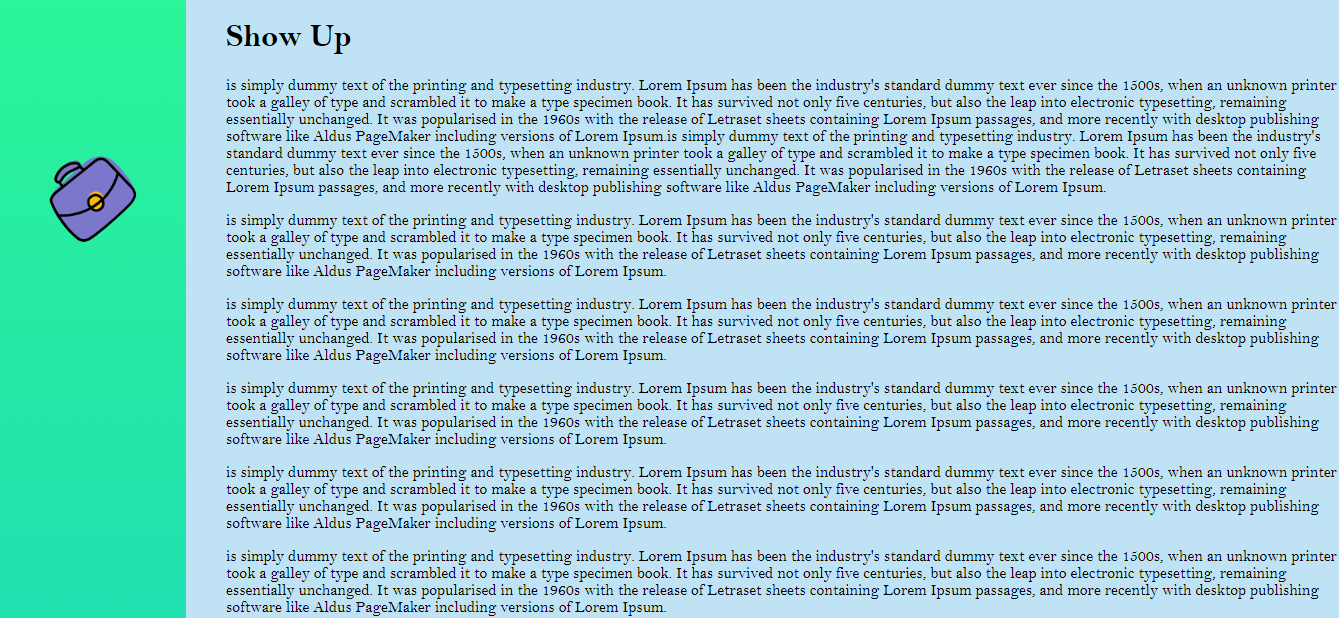 Show Up
is simply dummy text of the printing and typesetting industry. Lorem Ipsum has been the industry's standard dummy text ever since the 1500s, when an unknown printer
took a galley of type and scrambled it to make a type specimen book. It has survived not only five centuries, but also the leap into electronic typesetting, remaining
essentially unchanged. It was popularised in the 1960s with the release of Letraset sheets containing Lorem Ipsum passages, and more recently with desktop publishing
software like Aldus PageMaker including versions of Lorem Ipsum.is simply dummy text of the printing and typesetting industry. Lorem Ipsum has been the industry's
standard dummy text ever since the 1500s, when an unknown printer took a galley of type and scrambled it to make a type specimen book. It has survived not only five
centuries, but also the leap into electronic typesetting, remaining essentially unchanged. It was popularised in the 1960s with the release of Letraset sheets containing
Lorem Ipsum passages, and more recently with desktop publishing software like Aldus PageMaker including versions of Lorem Ipsum.
is simply dummy text of the printing and typesetting industry. Lorem Ipsum has been the industry's standard dummy text ever since the 1500s, when an unknown printer
took a galley of type and scrambled it to make a type specimen book. It has survived not only five centuries, but also the leap into electronic typesetting, remaining
essentially unchanged. It was popularised in the 1960s with the release of Letraset sheets containing Lorem Ipsum passages, and more recently with desktop publishing
software like Aldus PageMaker including versions of Lorem Ipsum.
is simply dummy text of the printing and typesetting industry. Lorem Ipsum has been the industry's standard dummy text ever since the 1500s, when an unknown printer
took a galley of type and scrambled it to make a type specimen book. It has survived not only five centuries, but also the leap into electronic typesetting, remaining
essentially unchanged. It was popularised in the 1960s with the release of Letraset sheets containing Lorem Ipsum passages, and more recently with desktop publishing
software like Aldus PageMaker including versions of Lorem Ipsum.
is simply dummy text of the printing and typesetting industry. Lorem Ipsum has been the industry's standard dummy text ever since the 1500s, when an unknown printer
took a galley of type and scrambled it to make a type specimen book. It has survived not only five centuries, but also the leap into electronic typesetting, remaining
essentially unchanged. It was popularised in the 1960s with the release of Letraset sheets containing Lorem Ipsum passages, and more recently with desktop publishing
software like Aldus PageMaker including versions of Lorem Ipsum.
is simply dummy text of the printing and typesetting industry. Lorem Ipsum has been the industry's standard dummy text ever since the 1500s, when an unknown printer
took a galley of type and scrambled it to make a type specimen book. It has survived not only five centuries, but also the leap into electronic typesetting, remaining
essentially unchanged. It was popularised in the 1960s with the release of Letraset sheets containing Lorem Ipsum passages, and more recently with desktop publishing
software like Aldus PageMaker including versions of Lorem Ipsum.
is simply dummy text of the printing and typesetting industry. Lorem Ipsum has been the industry's standard dummy text ever since the 1500s, when an unknown printer
took a galley of type and scrambled it to make a type specimen book. It has survived not only five centuries, but also the leap into electronic typesetting, remaining
essentially unchanged. It was popularised in the 1960s with the release of Letraset sheets containing Lorem Ipsum passages, and more recently with desktop publishing
software like Aldus PageMaker including versions of Lorem Ipsum.